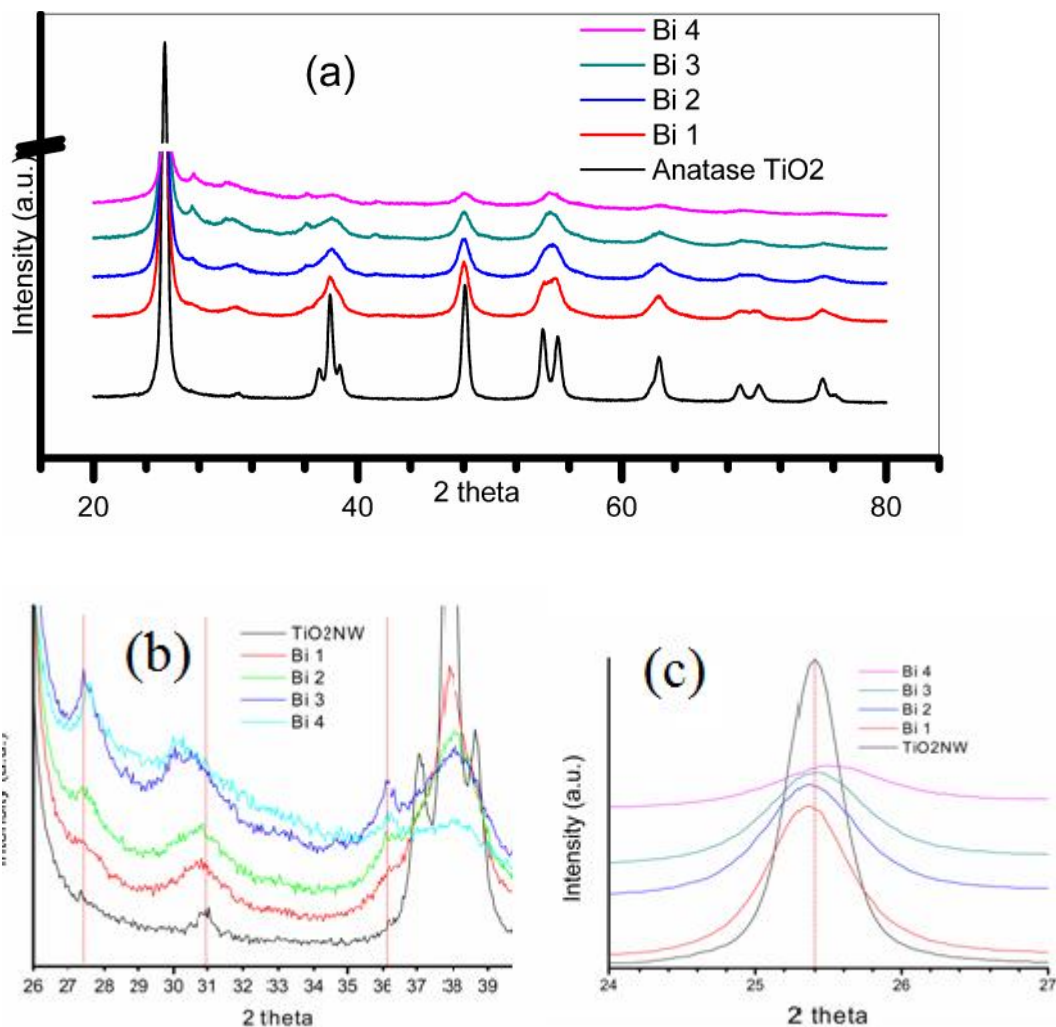 Bi 4
(a)
Bi 3
Bi 2
Bi 1
Anatase TiO2
Intensity (a.u.)
2 theta
20 40 60 80
(b)
TiO2NW
Bi 1
Bi 2
Bi 3
Bi 4
26 27 28 29 30 31 32 33 34 35 36 37 38 39
2 theta
(c)
Bi 4
Bi 3
Bi 2
Bi 1
TiO2NW
Intensity (a.u.)
24 25 26 27
2 theta